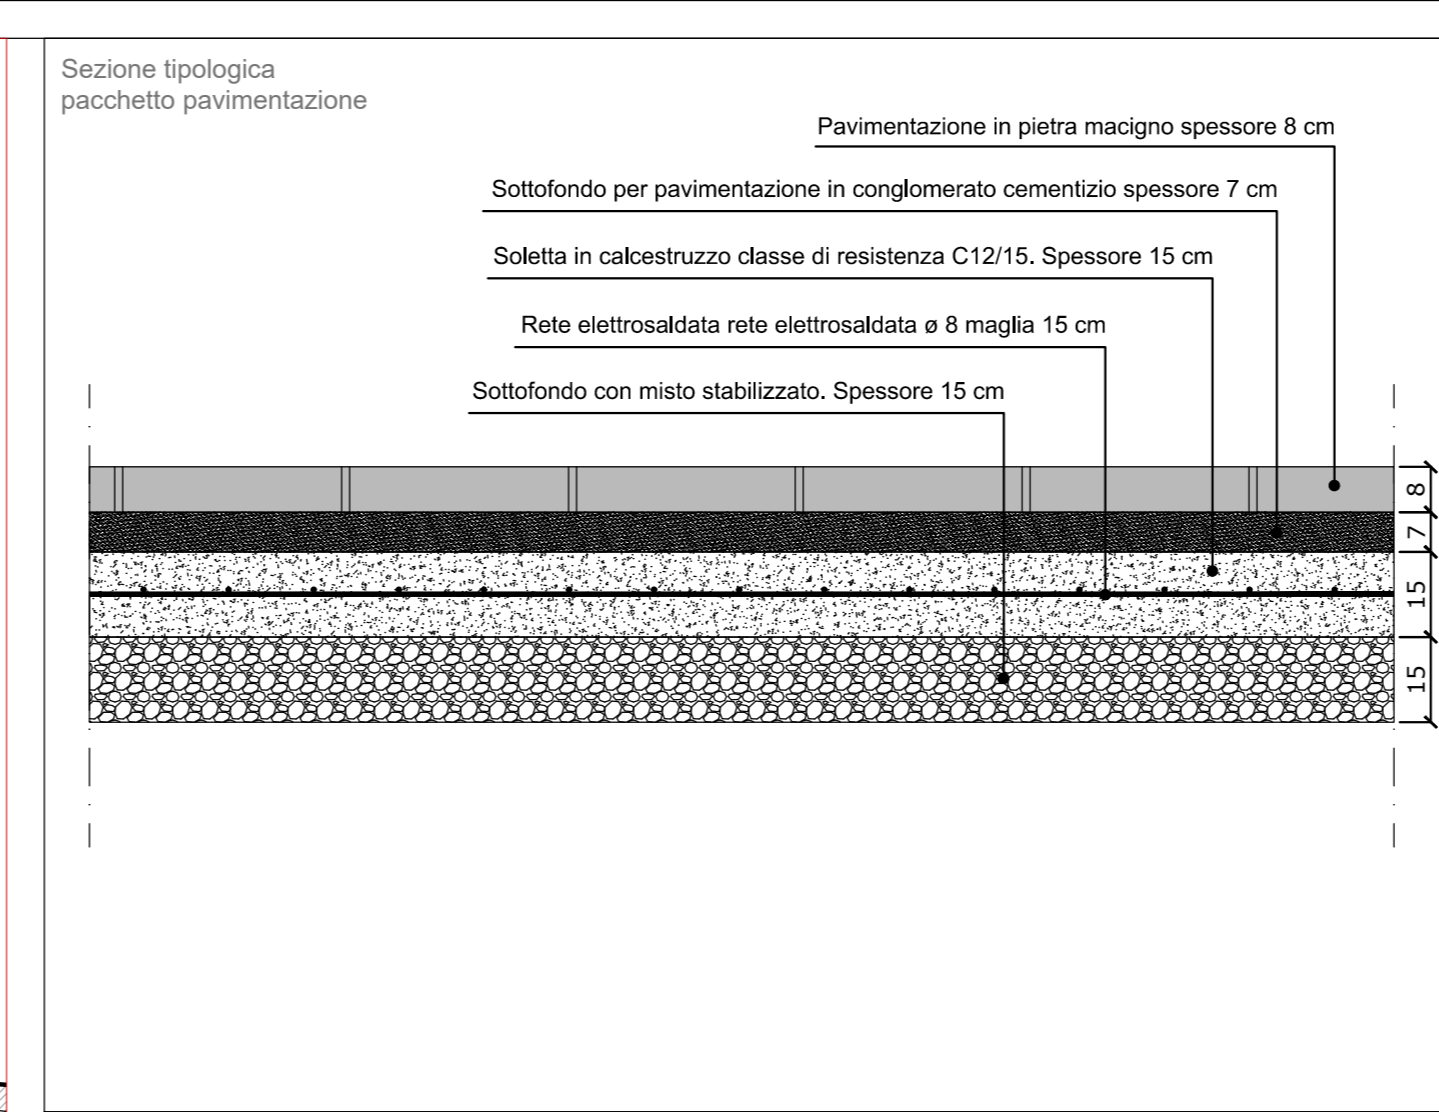 Sezione tipologica
pacchetto pavimentazione
Pavimentazione in pietra macigno spessore 8 cm
Sottofondo per pavimentazione in conglomerato cementizio spessore 7 cm
Soletta in calcestruzzo classe di resistenza C12/15. Spessore 15 cm
Rete elettrosaldata rete elettrosaldata ø 8 maglia 15 cm
Sottofondo con misto stabilizzato. Spessore 15 cm
8
7
15
15